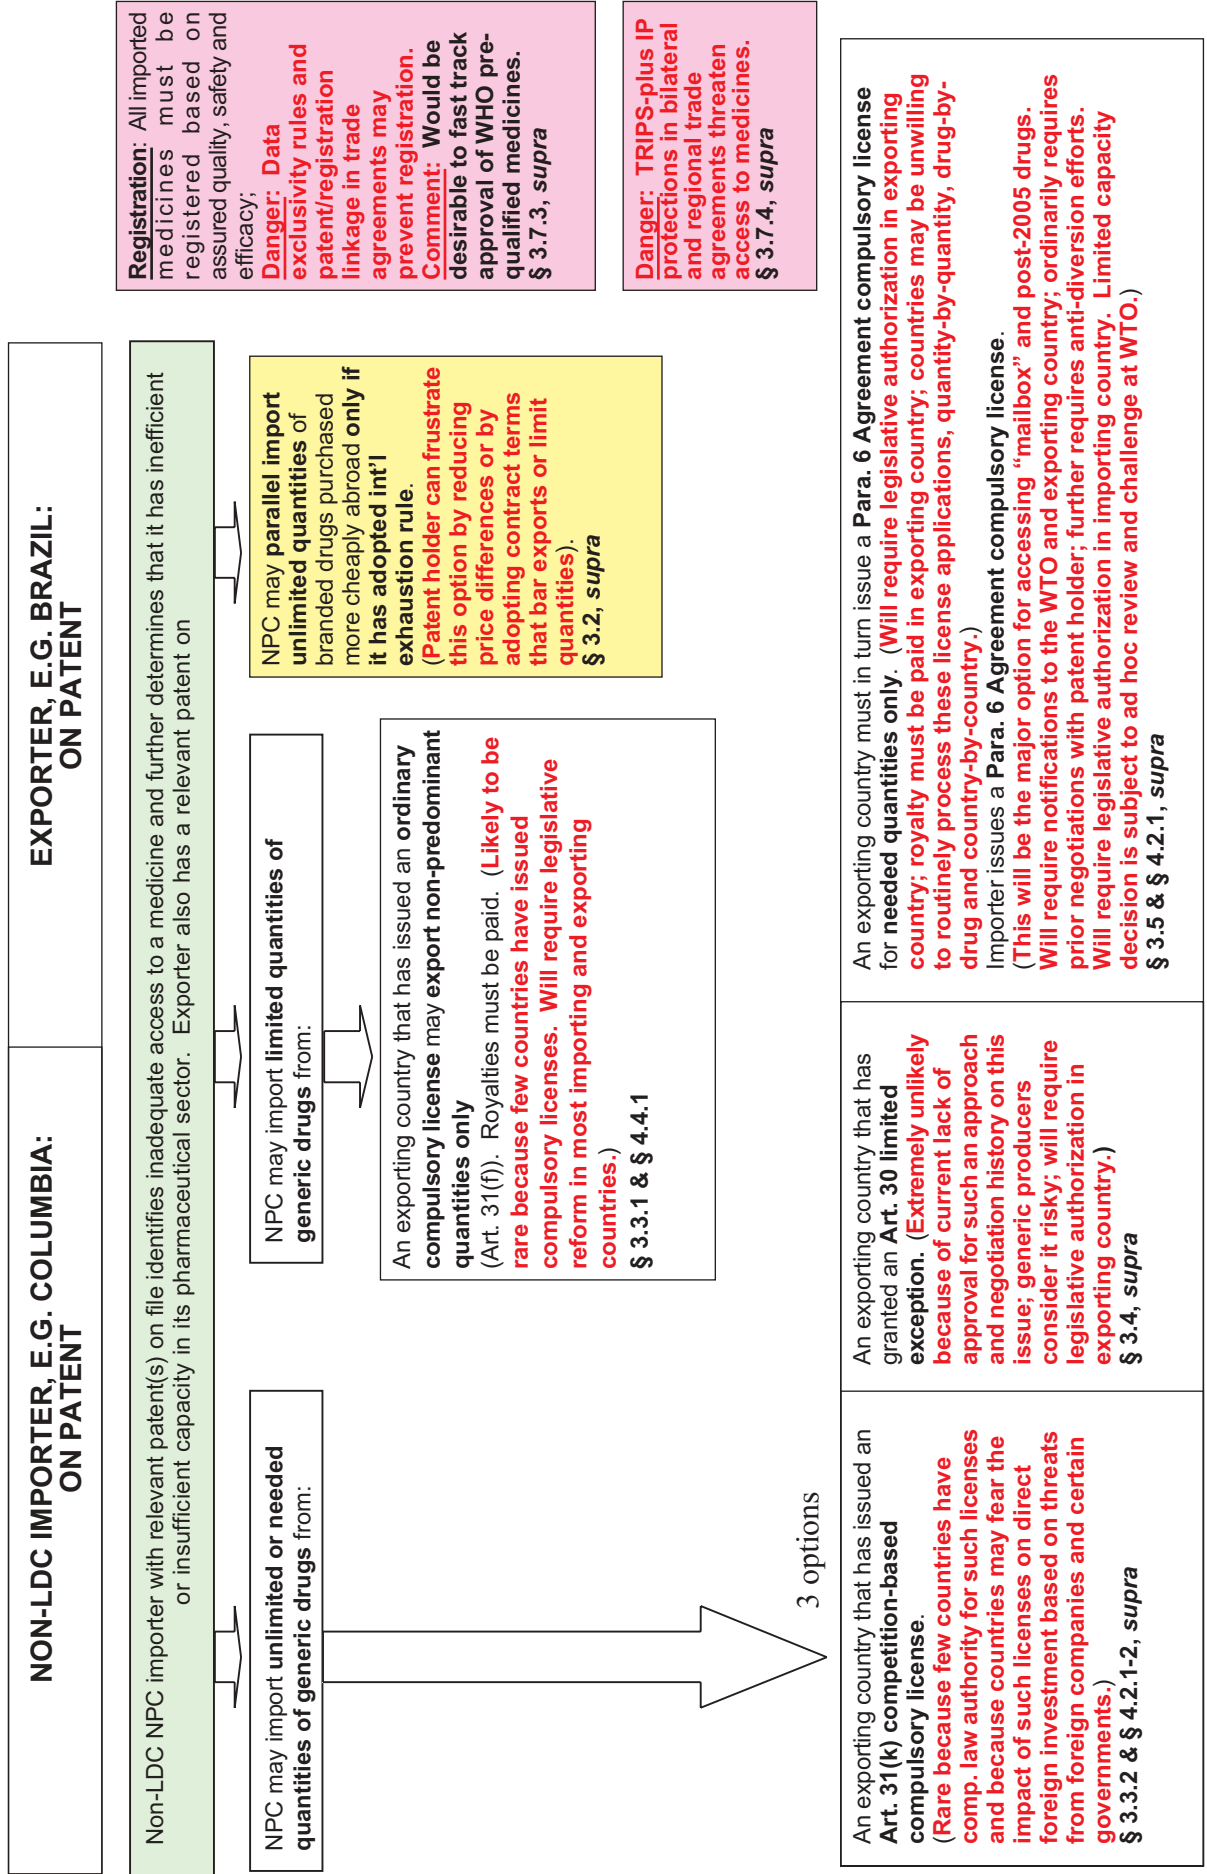 NON-LDC IMPORTER, E.G. COLUMBIA:
ON PATENT
EXPORTER, E.G. BRAZIL:
ON PATENT
Non-LDC NPC importer with relevant patent(s) on file identifies inadequate access to a medicine and further determines that it has inefficient
or insufficient capacity in its pharmaceutical sector. Exporter also has a relevant patent on
NPC may import unlimited or needed
quantities of generic drugs from:
NPC may import limited quantities of
generic drugs from:
An exporting country that has issued an ordinary
compulsory license may export non-predominant
quantities only
(Art. 31(f)). Royalties must be paid. (Likely to be
rare because few countries have issued
compulsory licenses. Will require legislative
reform in most importing and exporting
countries.)
§ 3.3.1 & § 4.4.1
NPC may parallel import
unlimited quantities of
branded drugs purchased
more cheaply abroad only if
it has adopted int'l
exhaustion rule.
(Patent holder can frustrate
this option by reducing
price differences or by
adopting contract terms
that bar exports or limit
quantities).
§ 3.2, supra
Registration: All imported
medicines must be
registered based on
assured quality, safety and
efficacy;
Danger: Data
exclusivity rules and
patent/registration
linkage in trade
agreements may
prevent registration.
Comment: Would be
desirable to fast track
approval of WHO pre-
qualified medicines.
§ 3.7.3, supra
Danger: TRIPS-plus IP
protections in bilateral
and regional trade
agreements threaten
access to medicines.
§ 3.7.4, supra
3 options
An exporting country that has issued an
Art. 31(k) competition-based
compulsory license.
(Rare because few countries have
comp. law authority for such licenses
and because countries may fear the
impact of such licenses on direct
foreign investment based on threats
from foreign companies and certain
governments.)
§ 3.3.2 & § 4.2.1-2, supra
An exporting country that has
granted an Art. 30 limited
exception. (Extremely unlikely
because of current lack of
approval for such an approach
and negotiation history on this
issue; generic producers
consider it risky; will require
legislative authorization in
exporting country.)
§ 3.4, supra
An exporting country must in turn issue a Para. 6 Agreement compulsory license
for needed quantities only. (Will require legislative authorization in exporting
country; royalty must be paid in exporting country; countries may be unwilling
to routinely process these license applications, quantity-by-quantity, drug-by-
drug and country-by-country.)
Importer issues a Para. 6 Agreement compulsory license.
(This will be the major option for accessing “mailbox” and post-2005 drugs.
Will require notifications to the WTO and exporting country; ordinarily requires
prior negotiations with patent holder; further requires anti-diversion efforts.
Will require legislative authorization in importing country. Limited capacity
decision is subject to ad hoc review and challenge at WTO.)
§ 3.5 & § 4.2.1, supra